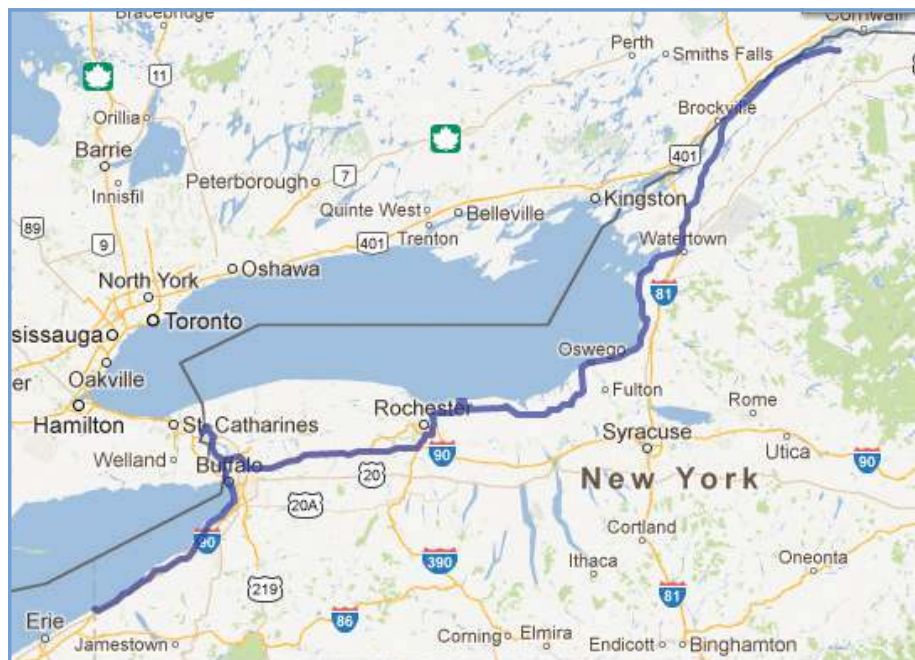 Bracebridge
Cornwall
Perth
Smiths Falls
11
Orillia
Brockville
Barrie
401
7
Innisfil
Peterborough
Kingston
Quinte West
Belleville
89
Trenton
9
401
Watertown
Oshawa
North York
81
Toronto
ssissauga
Oswego
Oakville
er
Fulton
Rochester
Rome
Hamilton
St. Catharines
Syracuse
Utica
Welland
90
90
Buffalo
20
New York
20A
Cortland
90
390
Ithaca
Oneonta
219
81
86
Erie
Jamestown
Corning
Elmira
Endicott
Binghamton